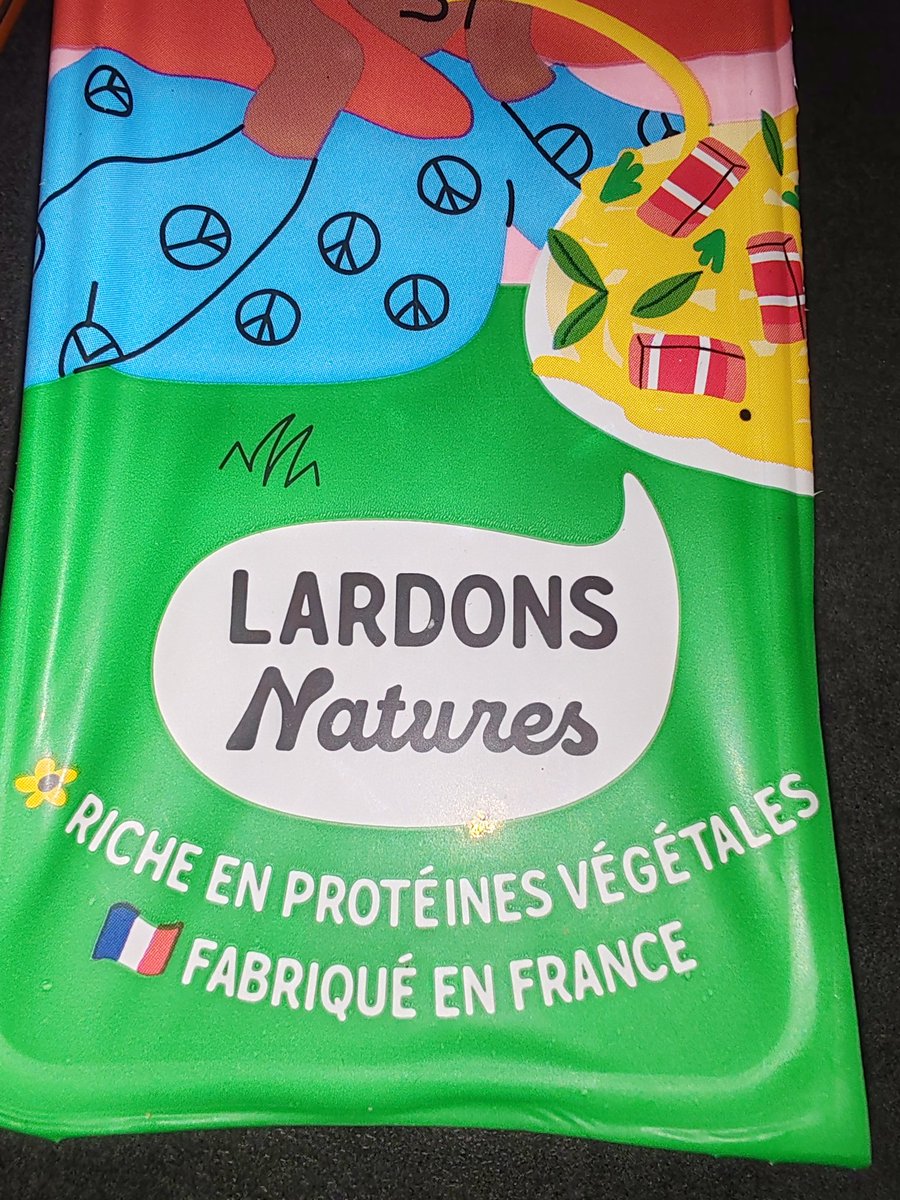 LARDONS
Natures
RICHE EN PROTÉINES VÉGÉTALES
FABRIQUÉ EN FRANCE